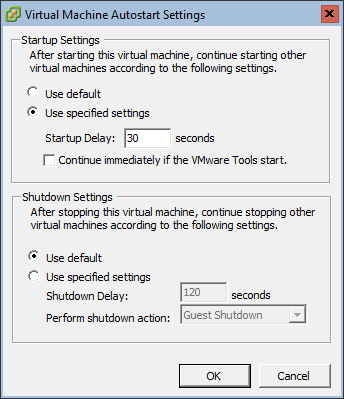 Virtual Machine Autostart Settings
Startup Settings
After starting this virtual machine, continue starting other
virtual machines according to the following settings.
Use default
Use specified settings
Startup Delay: 30 seconds
Continue immediately if the VMware Tools start.
Shutdown Settings
After stopping this virtual machine, continue stopping other
virtual machines according to the following settings.
Use default
Use specified settings
Shutdown Delay: 120 seconds
Perform shutdown action: Guest Shutdown
OK Cancel